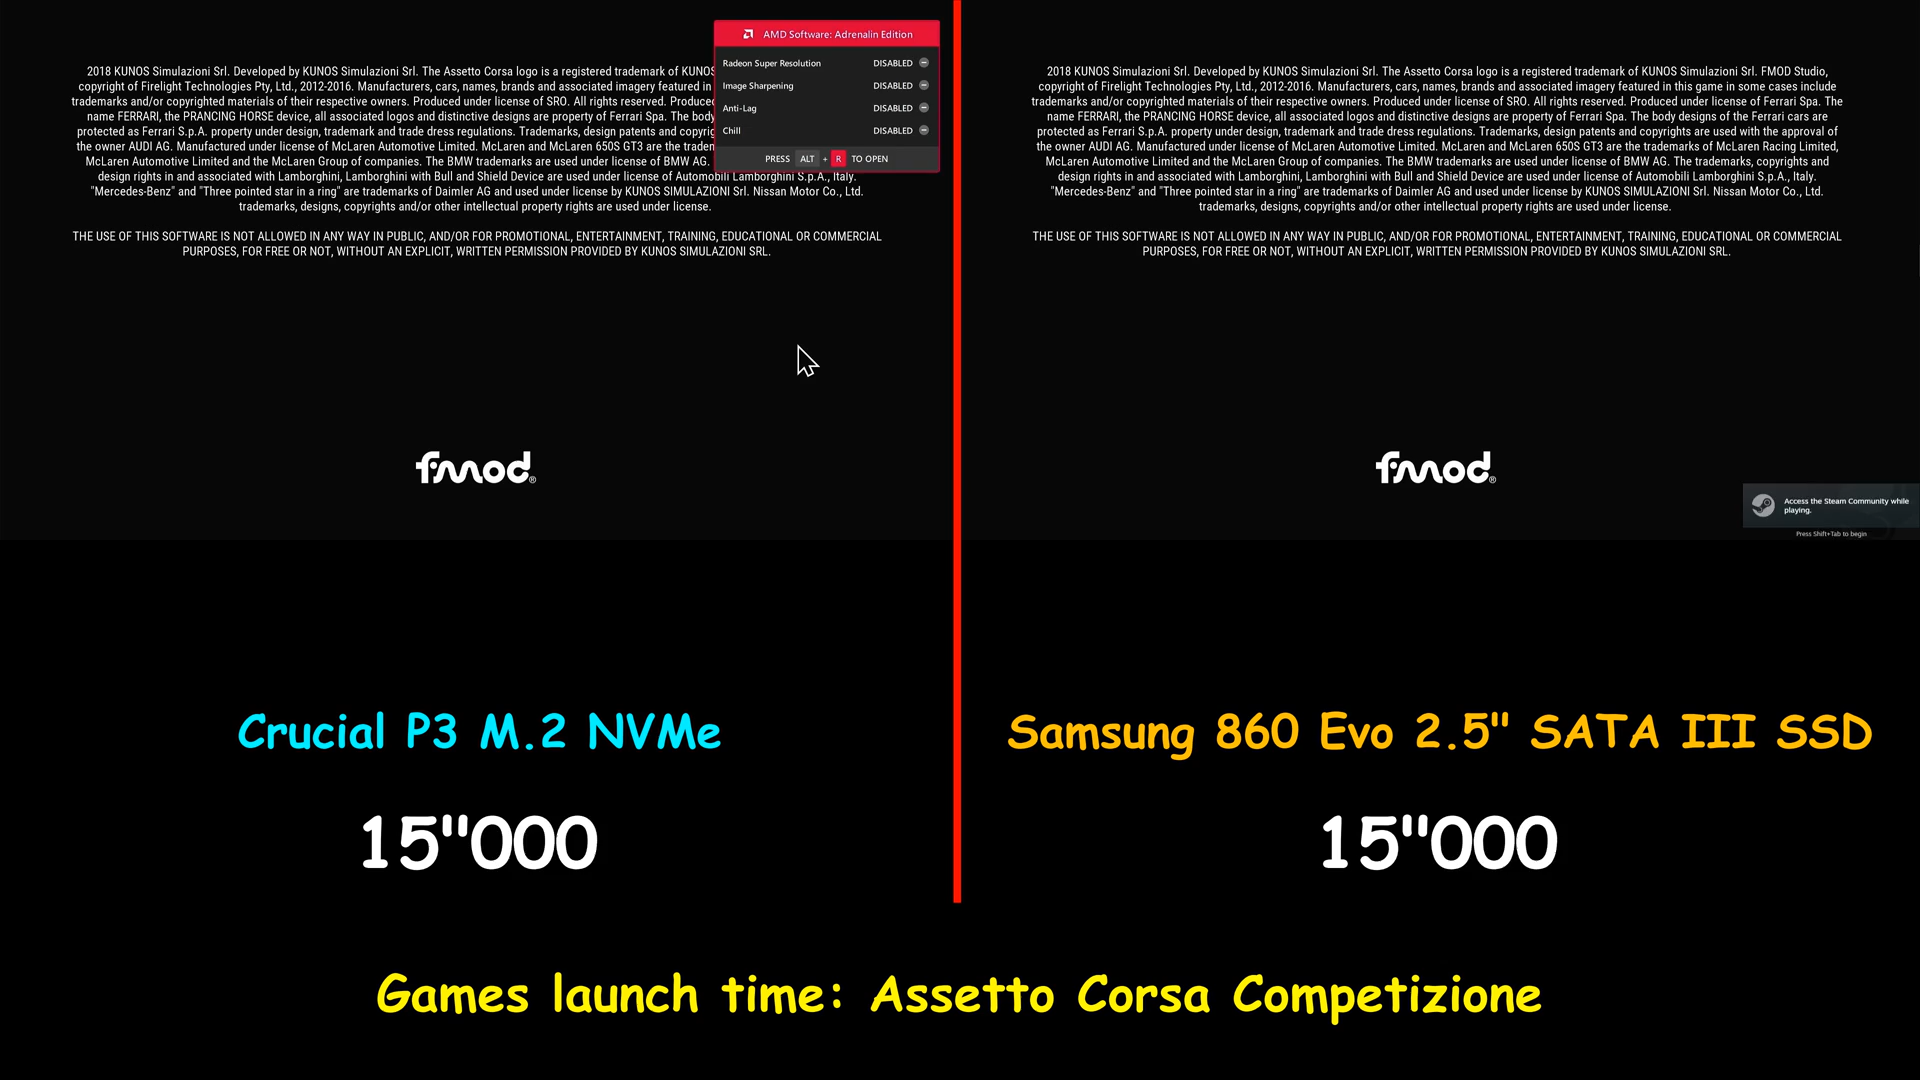 2018 KUNOS Simulazioni Srl. Developed by KUNOS Simulazioni Srl. The Assetto Corsa logo is a registered trademark of KUNOS
copyright of Firelight Technologies Pty, Ltd., 2012-2016. Manufacturers, cars, names, brands and associated imagery featured in
trademarks and/or copyrighted materials of their respective owners. Produced under license of SRO. All rights reserved. Produced
name FERRARI, the PRANCING HORSE device, all associated logos and distinctive designs are property of Ferrari Spa. The body
protected as Ferrari S.p.A. property under design, trademark and trade dress regulations. Trademarks, design patents and
the owner AUDI AG. Manufactured under license of McLaren Automotive Limited. McLaren and McLaren 650S GT3 are the
McLaren Automotive Limited and the McLaren Group of companies. The BMW trademarks are used under license of BMW AG.
design rights in and associated with Lamborghini, Lamborghini with Bull and Shield Device are used under license of Automobili Lamborghini S.p.A., Italy.
"Mercedes-Benz" and "Three pointed star in a ring" are trademarks of Daimler AG and used under license by KUNOS SIMULAZIONI Srl. Nissan Motor Co., Ltd.
trademarks, designs, copyrights and/or other intellectual property rights are used under license.
THE USE OF THIS SOFTWARE IS NOT ALLOWED IN ANY WAY IN PUBLIC, AND/OR FOR PROMOTIONAL, ENTERTAINMENT, TRAINING, EDUCATIONAL OR COMMERCIAL
PURPOSES, FOR FREE OR NOT, WITHOUT AN EXPLICIT, WRITTEN PERMISSION PROVIDED BY KUNOS SIMULAZIONI SRL.
AMD Software: Adrenalin Edition
Radeon Super Resolution DISABLED
Image Sharpening DISABLED
Anti-Lag DISABLED
Chill DISABLED
PRESS ALT + R TO OPEN
fmod®
2018 KUNOS Simulazioni Srl. Developed by KUNOS Simulazioni Srl. The Assetto Corsa logo is a registered trademark of KUNOS Simulazioni Srl. FMOD Studio,
copyright of Firelight Technologies Pty, Ltd., 2012-2016. Manufacturers, cars, names, brands and associated imagery featured in this game in some cases include
trademarks and/or copyrighted materials of their respective owners. Produced under license of SRO. All rights reserved. Produced under license of Ferrari Spa. The
name FERRARI, the PRANCING HORSE device, all associated logos and distinctive designs are property of Ferrari Spa. The body designs of the Ferrari cars are
protected as Ferrari S.p.A. property under design, trademark and trade dress regulations. Trademarks, design patents and copyrights are used with the approval of
the owner AUDI AG. Manufactured under license of McLaren Automotive Limited. McLaren and McLaren 650S GT3 are the trademarks of McLaren Racing Limited,
McLaren Automotive Limited and the McLaren Group of companies. The BMW trademarks are used under license of BMW AG. The trademarks, copyrights and
design rights in and associated with Lamborghini, Lamborghini with Bull and Shield Device are used under license of Automobili Lamborghini S.p.A., Italy.
"Mercedes-Benz" and "Three pointed star in a ring" are trademarks of Daimler AG and used under license by KUNOS SIMULAZIONI Srl. Nissan Motor Co., Ltd.
trademarks, designs, copyrights and/or other intellectual property rights are used under license.
THE USE OF THIS SOFTWARE IS NOT ALLOWED IN ANY WAY IN PUBLIC, AND/OR FOR PROMOTIONAL, ENTERTAINMENT, TRAINING, EDUCATIONAL OR COMMERCIAL
PURPOSES, FOR FREE OR NOT, WITHOUT AN EXPLICIT, WRITTEN PERMISSION PROVIDED BY KUNOS SIMULAZIONI SRL.
fmod®
Access the Steam Community while
playing.
Press Shift+Tab to begin
Crucial P3 M.2 NVMe
15"000
Samsung 860 Evo 2.5" SATA III SSD
15"000
Games launch time: Assetto Corsa Competizione